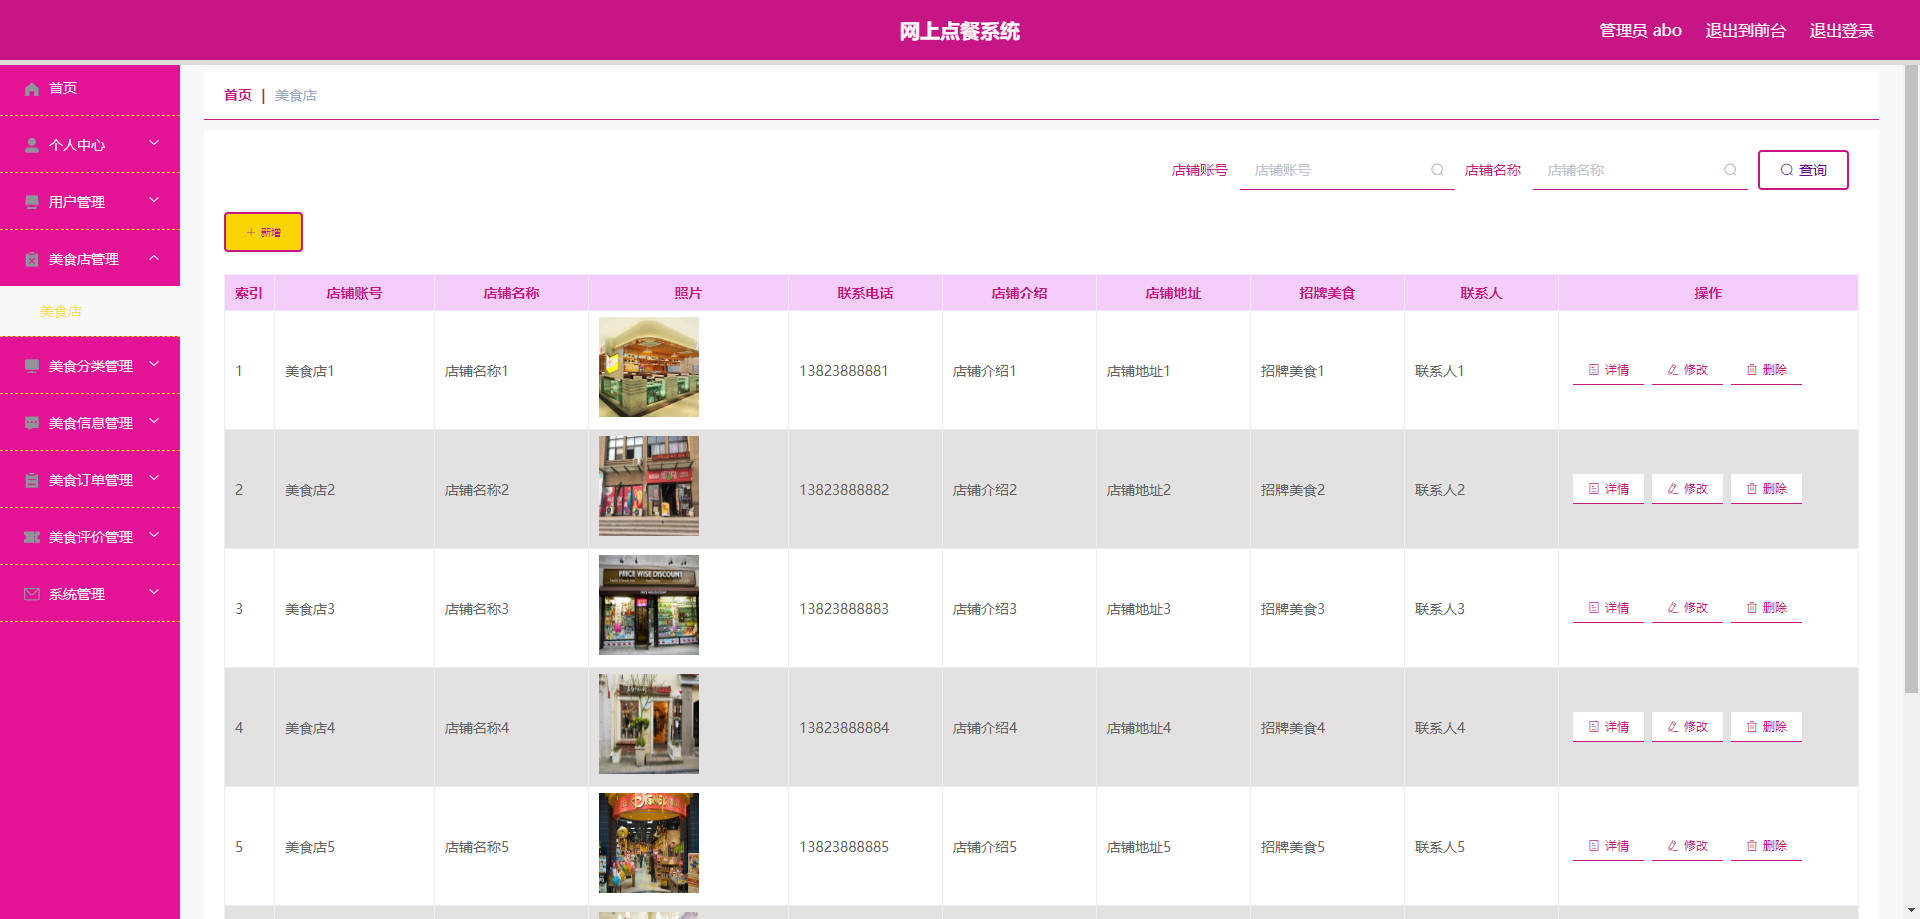 网上点餐系统
管理员 abo 退出到前台 退出登录
首页
个人中心
用户管理
美食店管理
美食店
美食分类管理
美食信息管理
美食订单管理
美食评价管理
系统管理
首页 | 美食店
店铺账号 店铺账号 店铺名称 店铺名称 查询
新增
索引 店铺账号 店铺名称 照片 联系电话 店铺介绍 店铺地址 招牌美食 联系人 操作
1 美食店1 店铺名称1 13823888881 店铺介绍1 店铺地址1 招牌美食1 联系人1 详情 修改 删除
2 美食店2 店铺名称2 13823888882 店铺介绍2 店铺地址2 招牌美食2 联系人2 详情 修改 删除
PRICE WISE DISCOUNT
3 美食店3 店铺名称3 13823888883 店铺介绍3 店铺地址3 招牌美食3 联系人3 详情 修改 删除
4 美食店4 店铺名称4 13823888884 店铺介绍4 店铺地址4 招牌美食4 联系人4 详情 修改 删除
5 美食店5 店铺名称5 13823888885 店铺介绍5 店铺地址5 招牌美食5 联系人5 详情 修改 删除